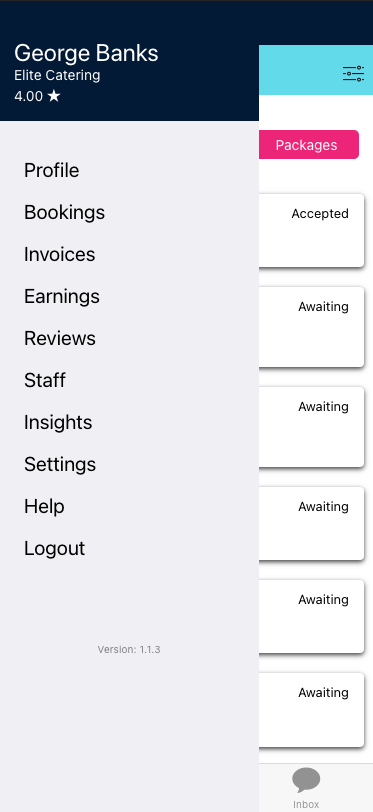 George Banks
Elite Catering
4.00 ★
Packages
Profile
Accepted
Bookings
Invoices
Earnings
Awaiting
Reviews
Staff
Awaiting
Insights
Settings
Help
Awaiting
Logout
Awaiting
Version: 1.1.3
Awaiting
Inbox